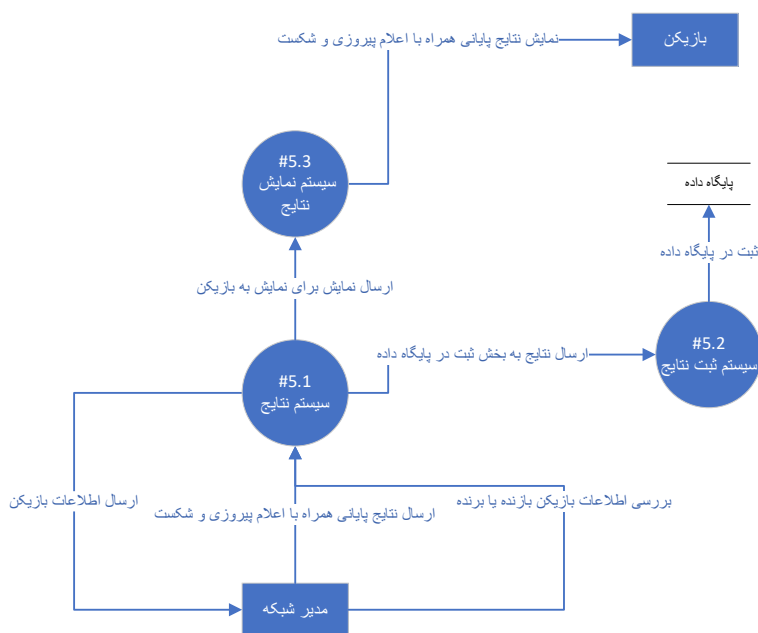 بازیکن
نمایش نتایج پایانی همراه با اعلام پیروزی و شکست
#5.3
سیستم نمایش
نتایج
پایگاه داده
ثبت در پایگاه داده
ارسال نمایش برای نمایش به بازیکن
#5.2
سیستم ثبت نتایج
ارسال نتایج به بخش ثبت در پایگاه داده
#5.1
سیستم نتایج
بررسی اطلاعات بازیکن بازنده یا برنده
ارسال نتایج پایانی همراه با اعلام پیروزی و شکست
ارسال اطلاعات بازیکن
مدیر شبکه